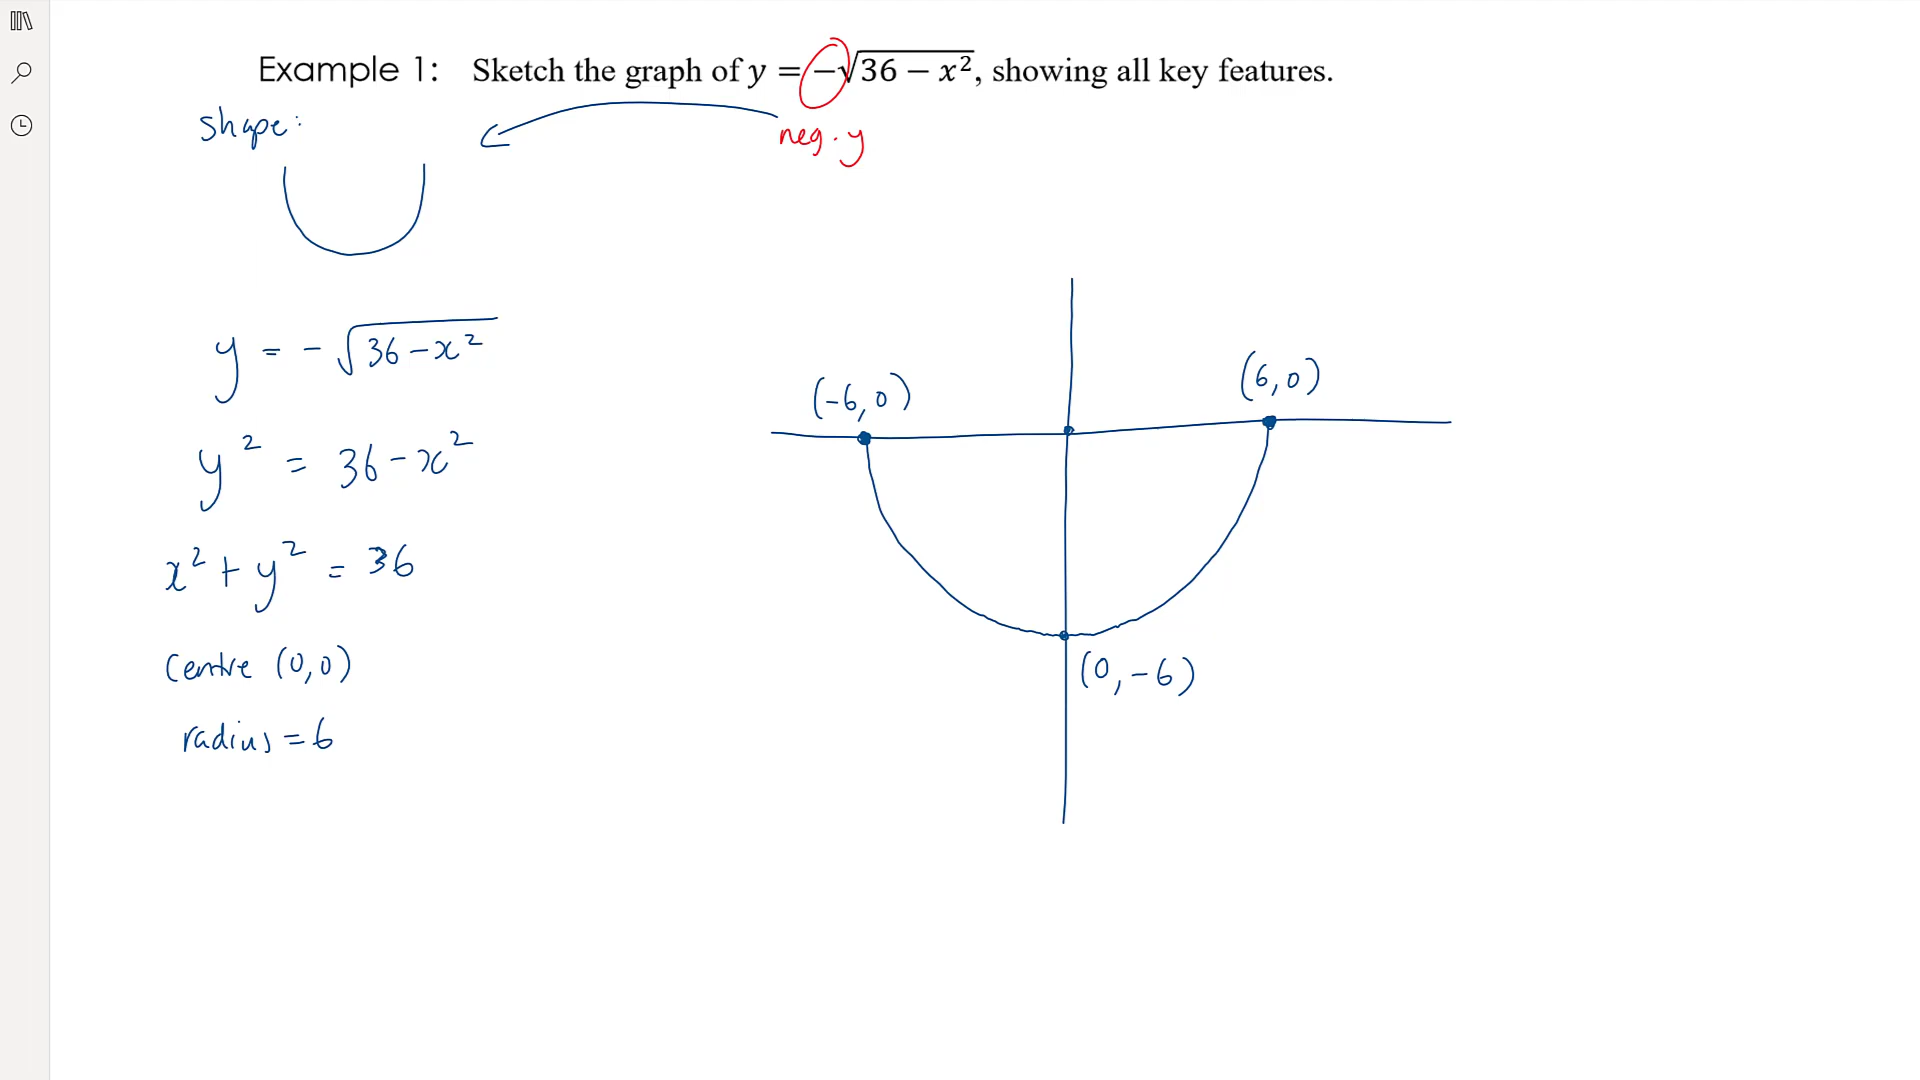 Example 1: Sketch the graph of y = −√36 − x², showing all key features.
shape:
neg. y
y = - √36-x²
(6,0)
(-6,0)
y² = 36-x²
x² + y² = 36
Centre (0,0)
(0,-6)
radius = 6